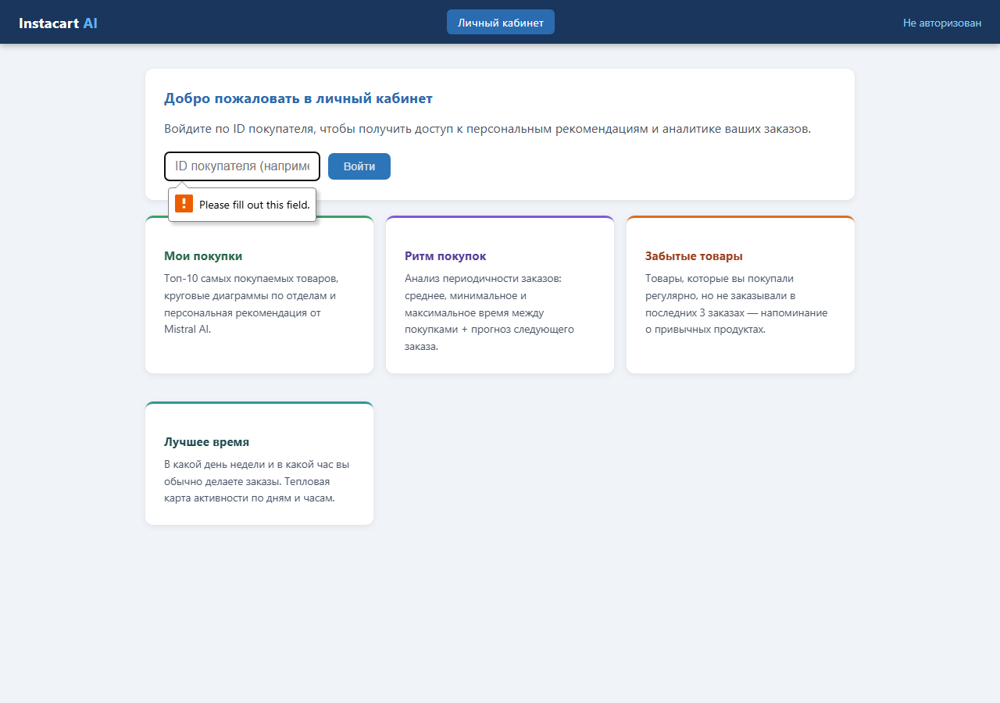 Instacart AI
Личный кабинет
Не авторизован
Добро пожаловать в личный кабинет
Войдите по ID покупателя, чтобы получить доступ к персональным рекомендациям и аналитике ваших заказов.
ID покупателя (наприме
Войти
Please fill out this field.
Мои покупки
Топ-10 самых покупаемых товаров,
круговые диаграммы по отделам и
персональная рекомендация от
Mistral AI.
Ритм покупок
Анализ периодичности заказов:
среднее, минимальное и
максимальное время между
покупками + прогноз следующего
заказа.
Забытые товары
Товары, которые вы покупали
регулярно, но не заказывали в
последних 3 заказах — напоминание
о привычных продуктах.
Лучшее время
В какой день недели и в какой час вы
обычно делаете заказы. Тепловая
карта активности по дням и часам.